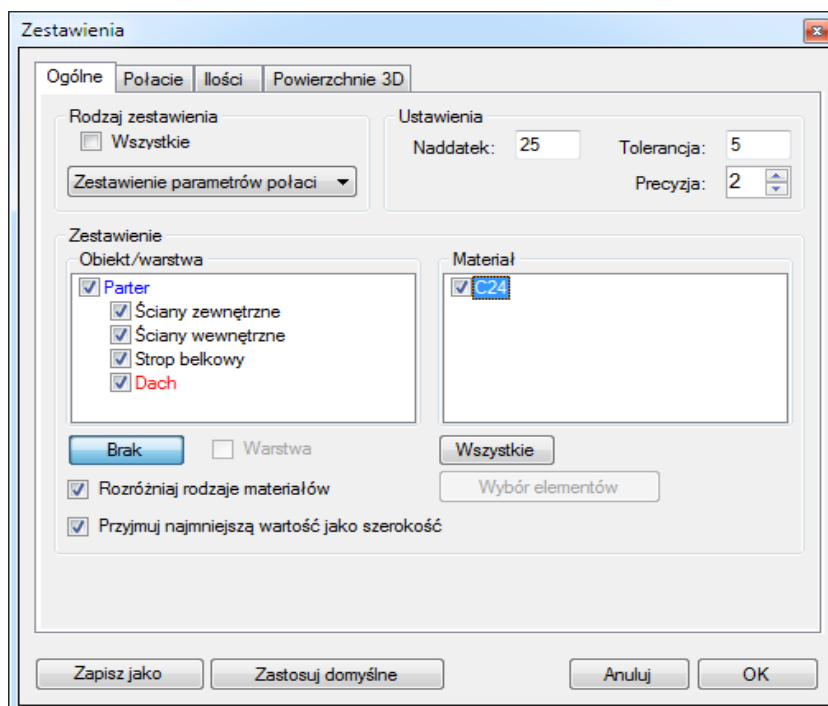 Zestawienia
Ogólne Połacie Ilości Powierzchnie 3D
Rodzaj zestawienia
Wszystkie
Zestawienie parametrów połaci
Ustawienia
Naddatek: 25 Tolerancja: 5
Precyzja: 2
Zestawienie
Obiekt/warstwa
Parter
Ściany zewnętrzne
Ściany wewnętrzne
Strop belkowy
Dach
Materiał
C24
Brak Warstwa
Wszystkie
Wybór elementów
Rozróżniaj rodzaje materiałów
Przyjmuj najmniejszą wartość jako szerokość
Zapisz jako Zastosuj domyślne Anuluj OK